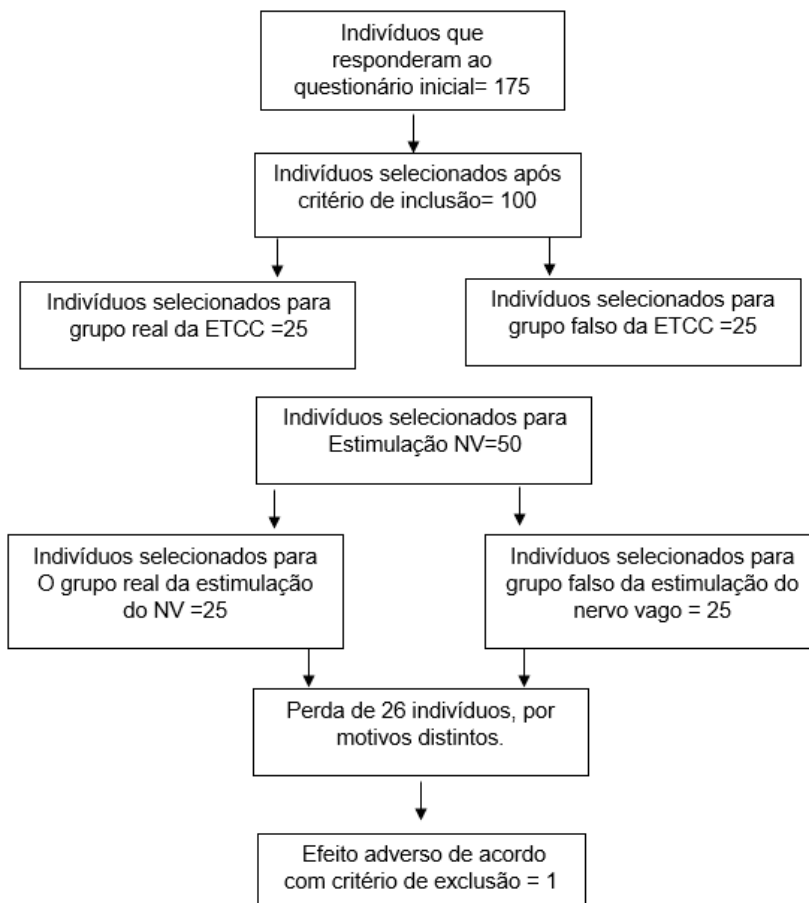 Indivíduos que
responderam ao
questionário inicial= 175
Indivíduos selecionados após
critério de inclusão= 100
Indivíduos selecionados para
grupo real da ETCC =25
Indivíduos selecionados para
grupo falso da ETCC =25
Indivíduos selecionados para
Estimulação NV=50
Indivíduos selecionados para
O grupo real da estimulação
do NV =25
Indivíduos selecionados para
grupo falso da estimulação do
nervo vago = 25
Perda de 26 indivíduos, por
motivos distintos.
Efeito adverso de acordo
com critério de exclusão = 1